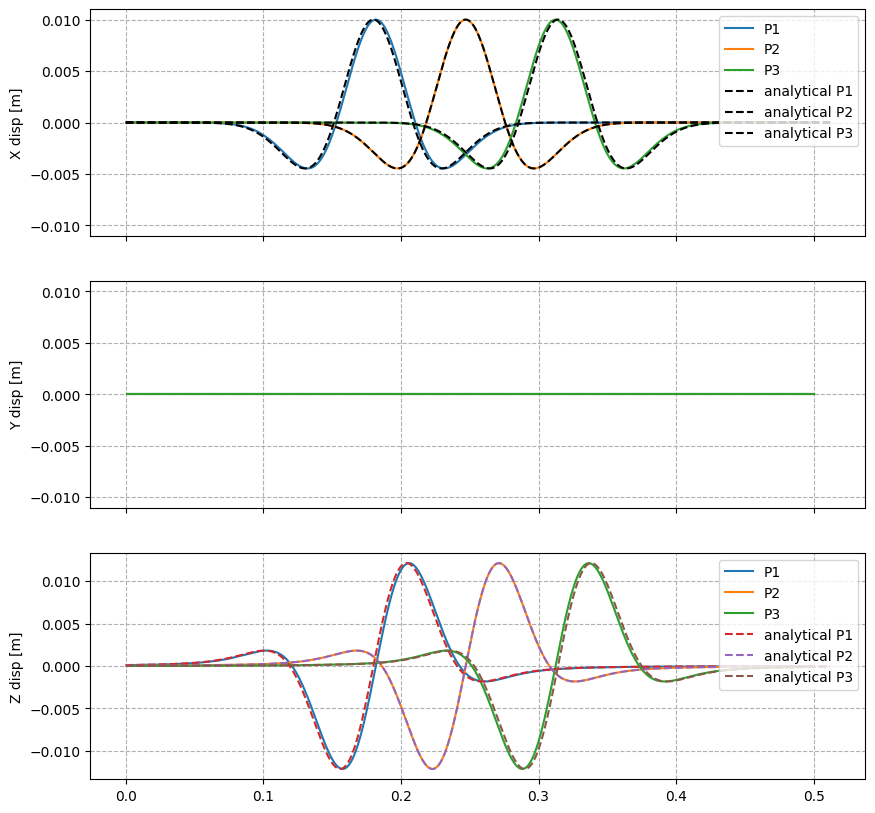 0.010
0.005
0.000
−0.005
−0.010
X disp [m]
P1
P2
P3
analytical P1
analytical P2
analytical P3
0.010
0.005
0.000
−0.005
−0.010
Y disp [m]
0.010
0.005
0.000
−0.005
−0.010
Z disp [m]
P1
P2
P3
analytical P1
analytical P2
analytical P3
0.0 0.1 0.2 0.3 0.4 0.5